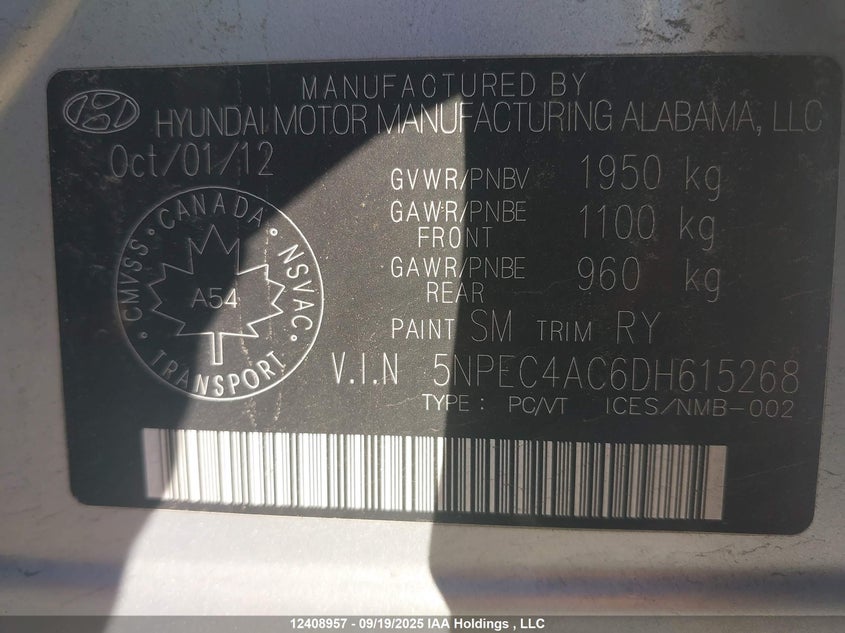 MANUFACTURED BY
HYUNDAI MOTOR MANUFACTURING ALABAMA, LLC
Oct/01/12
GVWR/PNBV 1950 kg
GAWR/PNBE FRONT 1100 kg
GAWR/PNBE REAR 960 kg
CMVSS · CANADA · NSVAC · TRANSPORT
A54
PAINT SM TRIM RY
V.I.N 5NPEC4AC6DH615268
TYPE: PC/VT ICES/NMB-002
12408957 - 09/19/2025 IAA Holdings , LLC